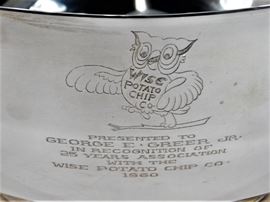 WISE
POTATO
CHIP
CO.
PRESENTED TO
GEORGE E. GREER JR.
IN RECOGNITION OF
25 YEARS ASSOCIATION
WITH THE
WISE POTATO CHIP CO.
1960